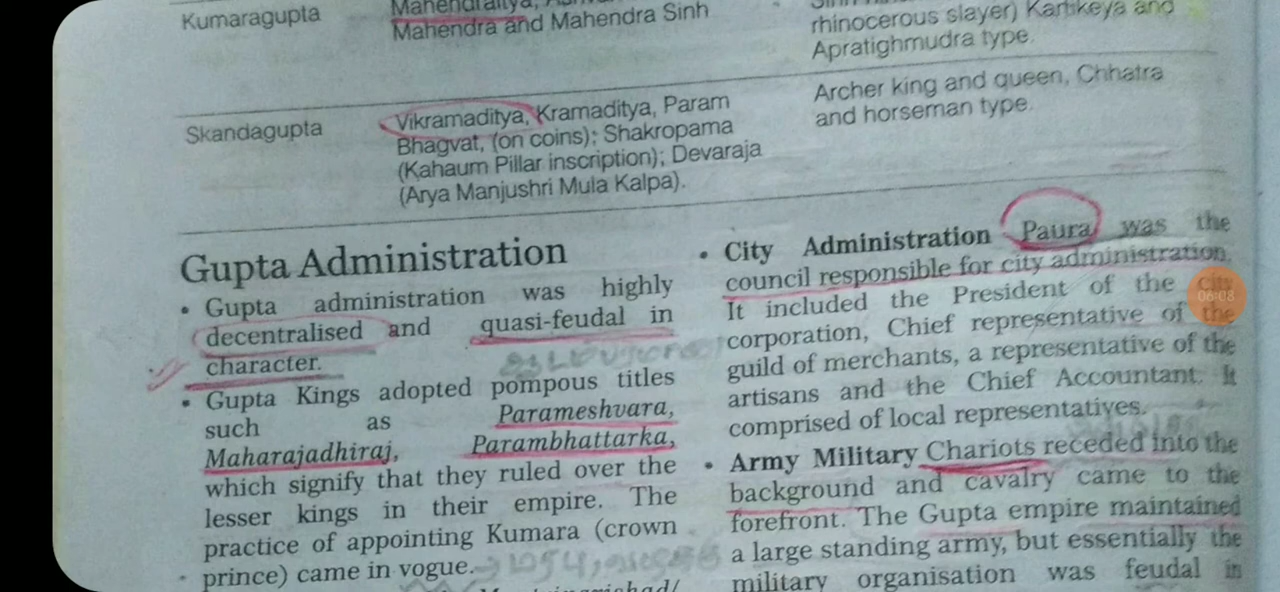 Kumaragupta
Mahendra and Mahendra Sinh
rhinocerous slayer) Kartikeya and
Apratighmudra type.
Skandagupta
Vikramaditya, Kramaditya, Param
Bhagvat, (on coins); Shakropama
(Kahaum Pillar inscription); Devaraja
(Arya Manjushri Mula Kalpa).
Archer king and queen, Chhatra
and horseman type.
Gupta Administration
• Gupta administration was highly
decentralised and quasi-feudal in
character.
• Gupta Kings adopted pompous titles
such as Parameshvara,
Maharajadhiraj, Parambhattarka,
which signify that they ruled over the
lesser kings in their empire. The
practice of appointing Kumara (crown
prince) came in vogue.
• City Administration Paura was the
council responsible for city administration.
It included the President of the city
06:08
corporation, Chief representative of the
guild of merchants, a representative of the
artisans and the Chief Accountant. It
comprised of local representatives.
• Army Military Chariots receded into the
background and cavalry came to the
forefront. The Gupta empire maintained
a large standing army, but essentially the
military organisation was feudal in